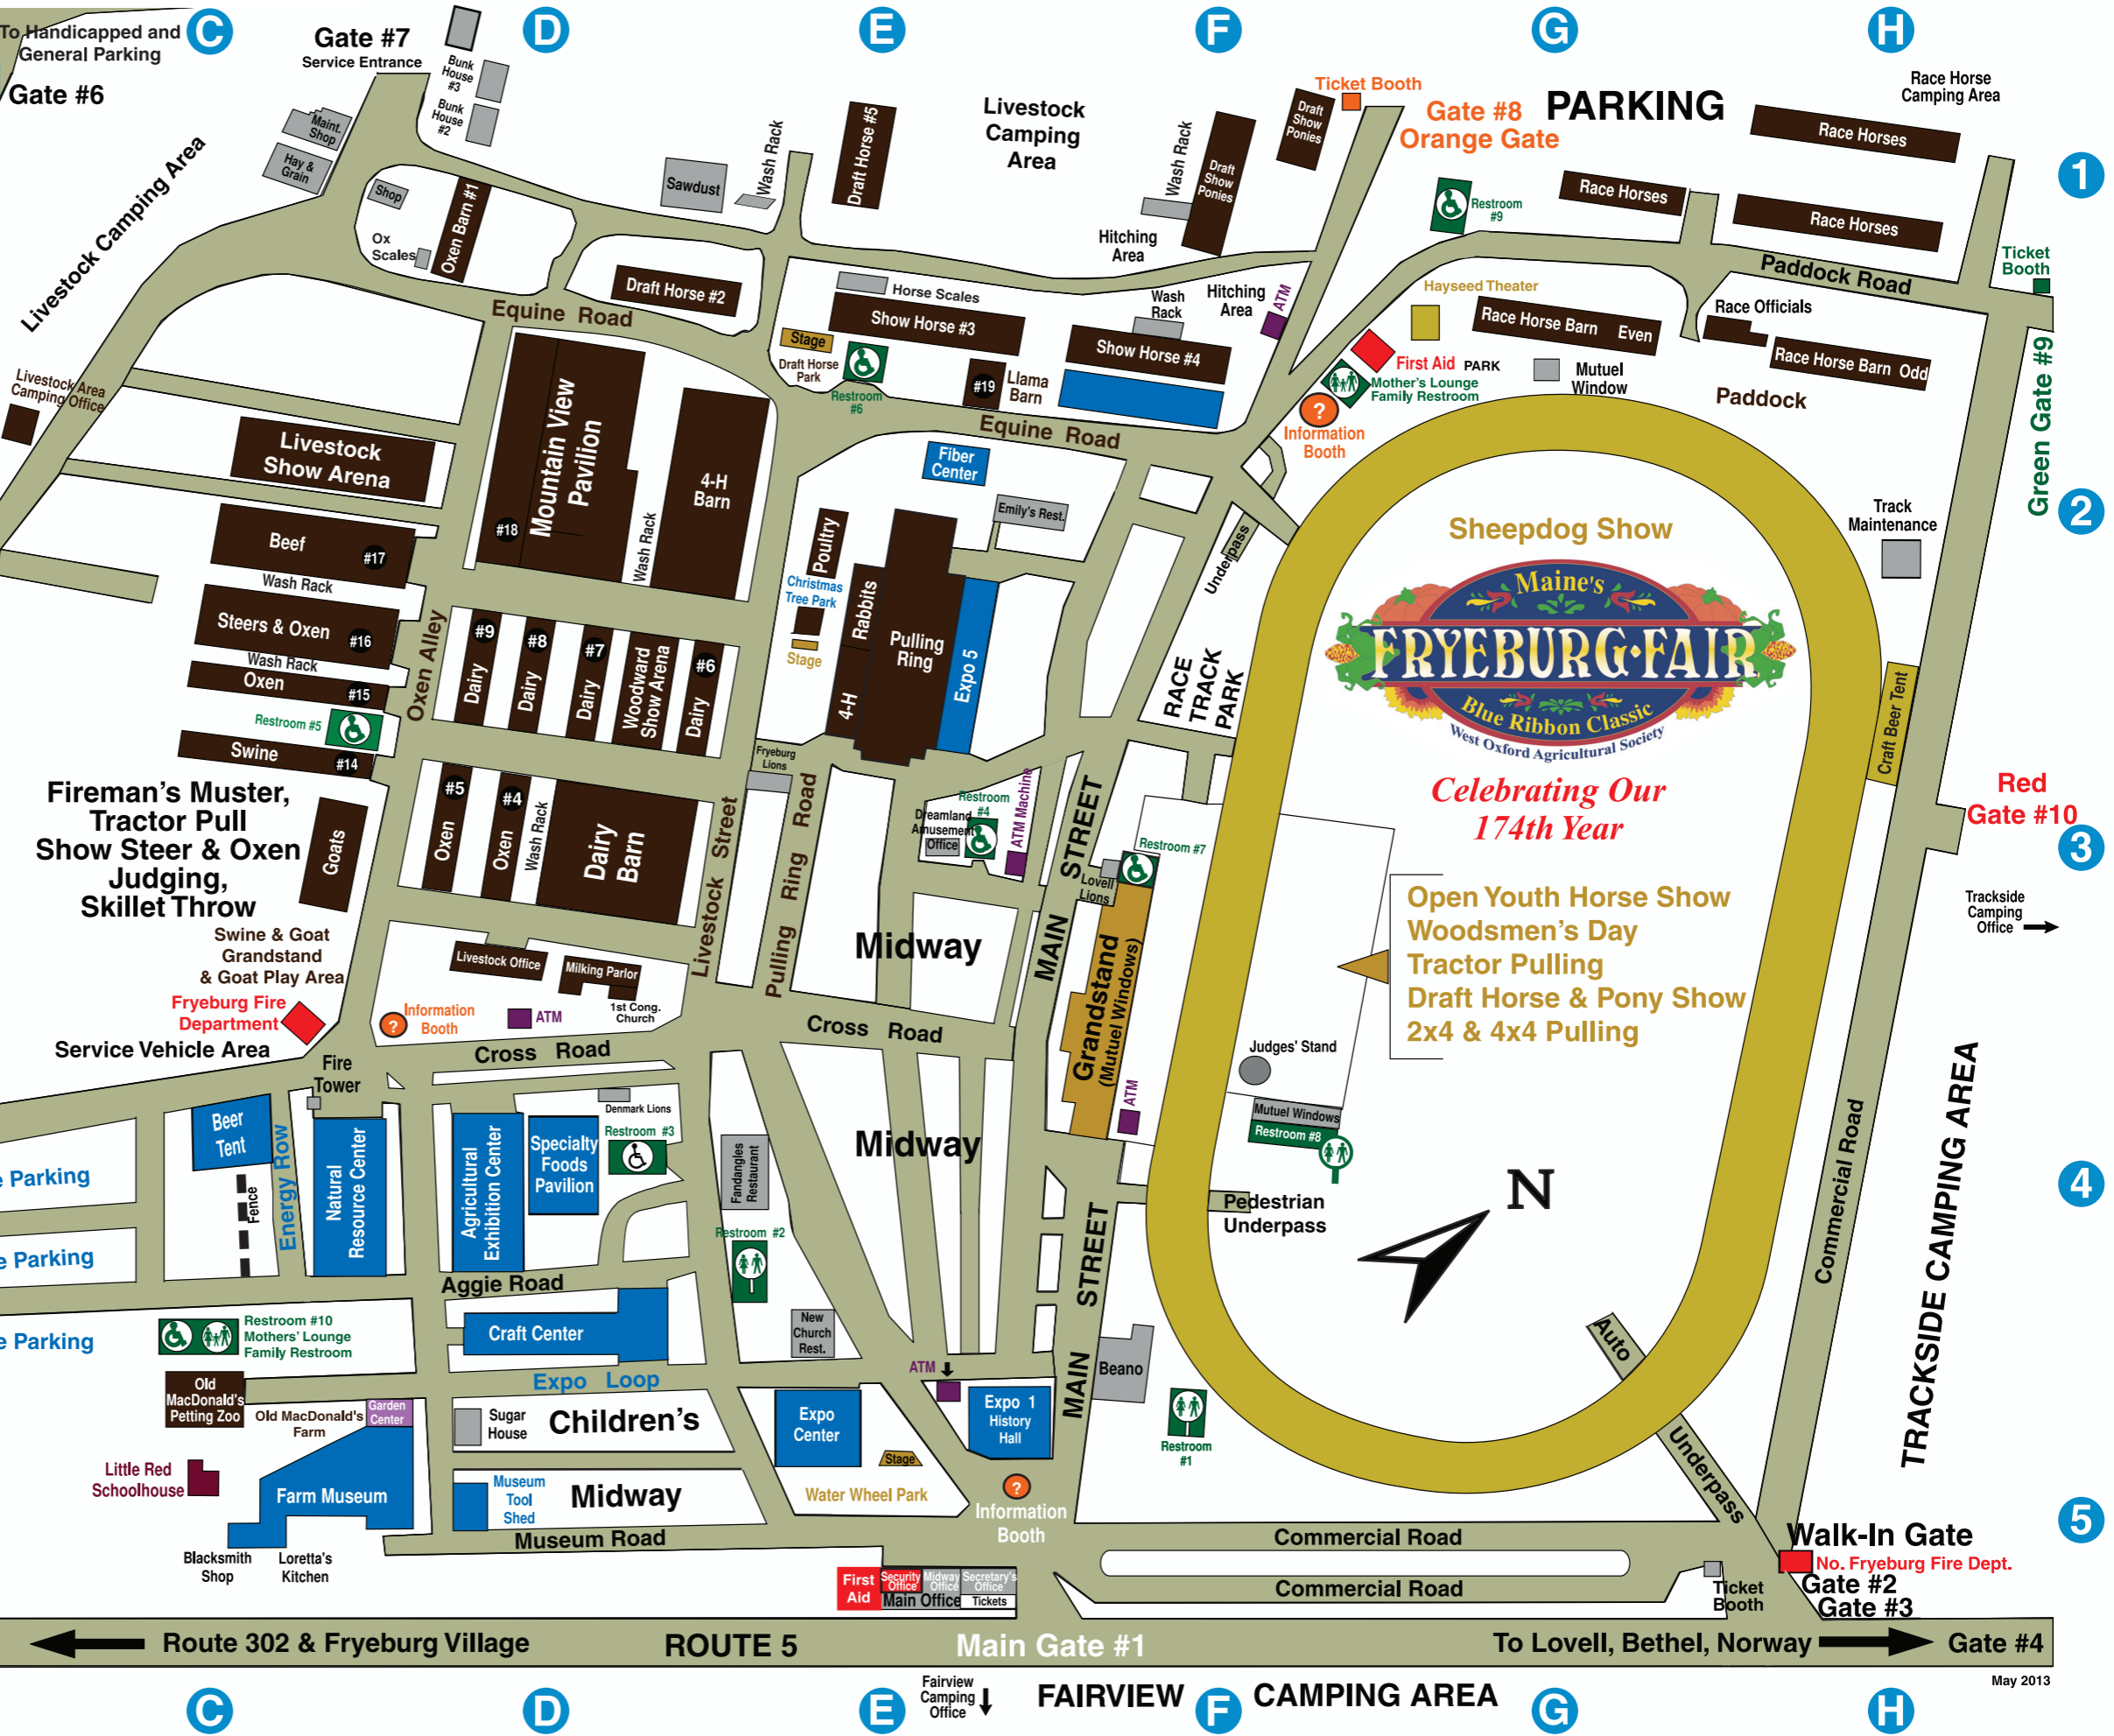 C
D
E
F
G
H
To Handicapped and
General Parking
Gate #6
Gate #7
Service Entrance
Bunk
House
#3
Bunk
House
#2
Maint.
Shop
Hay &
Grain
Livestock Camping Area
Shop
Ox
Scales
Oxen Barn #1
Sawdust
Wash Rack
Draft Horse #5
Livestock
Camping
Area
Wash Rack
Draft
Show
Ponies
Draft
Show
Ponies
Hitching
Area
Ticket Booth
Gate #8
Orange Gate
PARKING
Race Horse
Camping Area
Race Horses
Race Horses
Race Horses
1
Restroom
#9
Ticket
Booth
Paddock Road
Green Gate #9
Draft Horse #2
Equine Road
Horse Scales
Show Horse #3
Stage
Draft Horse
Park
Restroom
#6
#19
Llama
Barn
Wash
Rack
Hitching
Area
ATM
Show Horse #4
Equine Road
Hayseed Theater
First Aid
PARK
Mother's Lounge
Family Restroom
?
Information
Booth
Race Horse Barn Even
Mutuel
Window
Race Officials
Race Horse Barn Odd
Paddock
Livestock Area
Camping Office
Livestock
Show Arena
Mountain View
Pavilion
#18
Wash Rack
4-H
Barn
Fiber
Center
Emily's Rest.
Underpass
Track
Maintenance
2
Beef
#17
Wash Rack
Steers & Oxen
#16
Wash Rack
Oxen
#15
Restroom #5
Swine
#14
Oxen Alley
#9
Dairy
#8
Dairy
#7
Dairy
Woodward
Show Arena
#6
Dairy
Poultry
Christmas
Tree Park
Stage
Rabbits
4-H
Pulling
Ring
Expo 5
RACE
TRACK
PARK
Sheepdog Show
Maine's
FRYEBURG·FAIR
Blue Ribbon Classic
West Oxford Agricultural Society
Celebrating Our
174th Year
Craft Beer Tent
Red
Gate #10
3
Fireman's Muster,
Tractor Pull
Show Steer & Oxen
Judging,
Skillet Throw
Goats
Swine & Goat
Grandstand
& Goat Play Area
Fryeburg Fire
Department
Service Vehicle Area
#5
Oxen
#4
Oxen
Wash Rack
Dairy
Barn
Fryeburg
Lions
Livestock Street
Pulling Ring Road
Dreamland
Amusement
Office
Restroom
#4
ATM Machine
MAIN STREET
Restroom #7
Lovell
Lions
Grandstand
(Mutuel Windows)
ATM
Open Youth Horse Show
Woodsmen's Day
Tractor Pulling
Draft Horse & Pony Show
2x4 & 4x4 Pulling
Trackside
Camping
Office
Livestock Office
Milking Parlor
1st Cong.
Church
?
Information
Booth
ATM
Cross Road
Cross Road
Midway
Midway
Judges' Stand
Mutuel Windows
Restroom #8
Fire
Tower
Beer
Tent
Fence
Energy Row
Natural
Resource Center
Agricultural
Exhibition Center
Specialty
Foods
Pavilion
Denmark Lions
Restroom #3
Fandangles
Restaurant
Restroom #2
Pedestrian
Underpass
N
Commercial Road
TRACKSIDE CAMPING AREA
4
e Parking
e Parking
e Parking
Aggie Road
Craft Center
Restroom #10
Mothers' Lounge
Family Restroom
Old
MacDonald's
Petting Zoo
Old MacDonald's
Farm
Garden
Center
Expo Loop
New
Church
Rest.
ATM
MAIN STREET
Beano
Restroom
#1
Auto
Underpass
Little Red
Schoolhouse
Farm Museum
Blacksmith
Shop
Loretta's
Kitchen
Sugar
House
Children's
Midway
Museum
Tool
Shed
Museum Road
Expo
Center
Stage
Water Wheel Park
Expo 1
History
Hall
?
Information
Booth
Commercial Road
Commercial Road
5
Walk-In Gate
No. Fryeburg Fire Dept.
Gate #2
Gate #3
Ticket
Booth
First
Aid
Security
Office
Midway
Office
Secretary's
Office
Main Office
Tickets
Route 302 & Fryeburg Village
ROUTE 5
Main Gate #1
To Lovell, Bethel, Norway
Gate #4
May 2013
Fairview
Camping
Office
FAIRVIEW CAMPING AREA
C
D
E
F
G
H